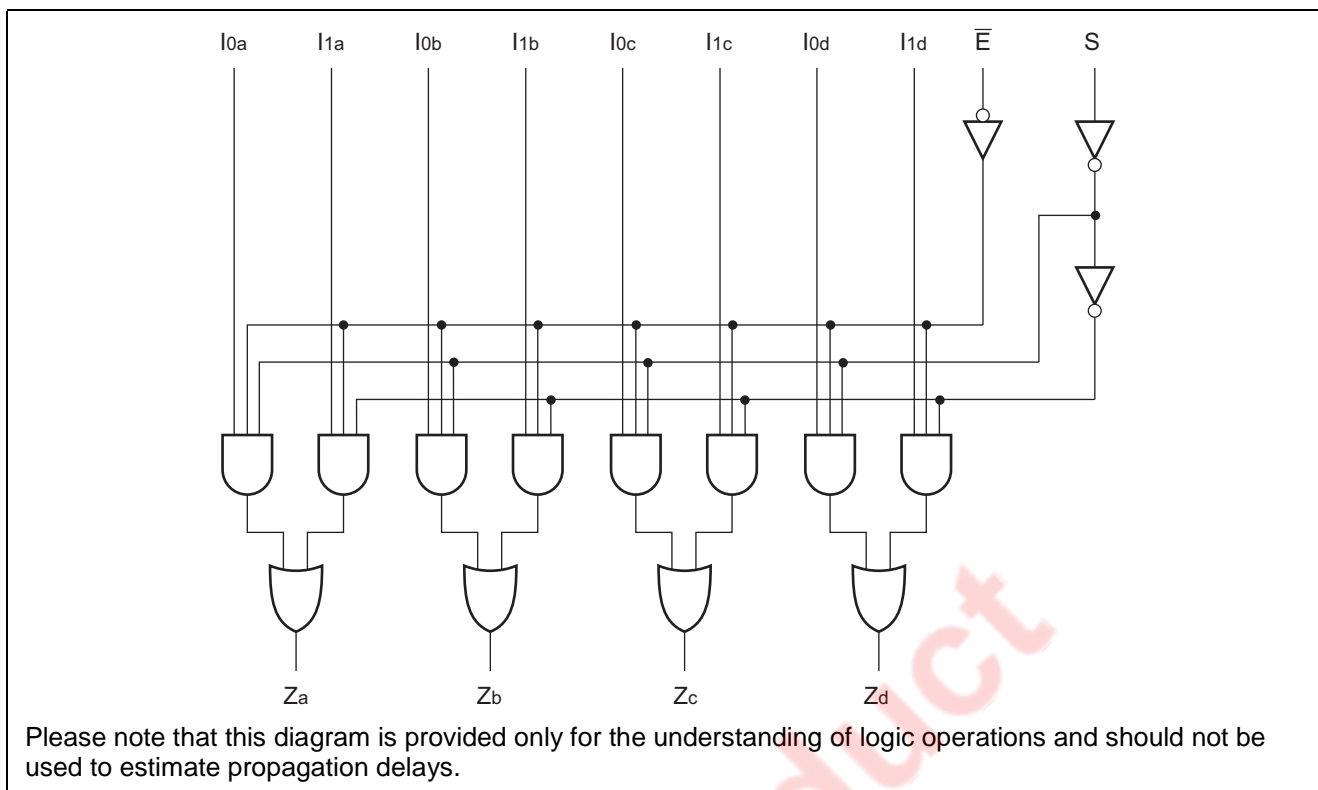 I0a I1a I0b I1b I0c I1c I0d I1d E̅ S
Za Zb Zc Zd
Please note that this diagram is provided only for the understanding of logic operations and should not be
used to estimate propagation delays.
duct